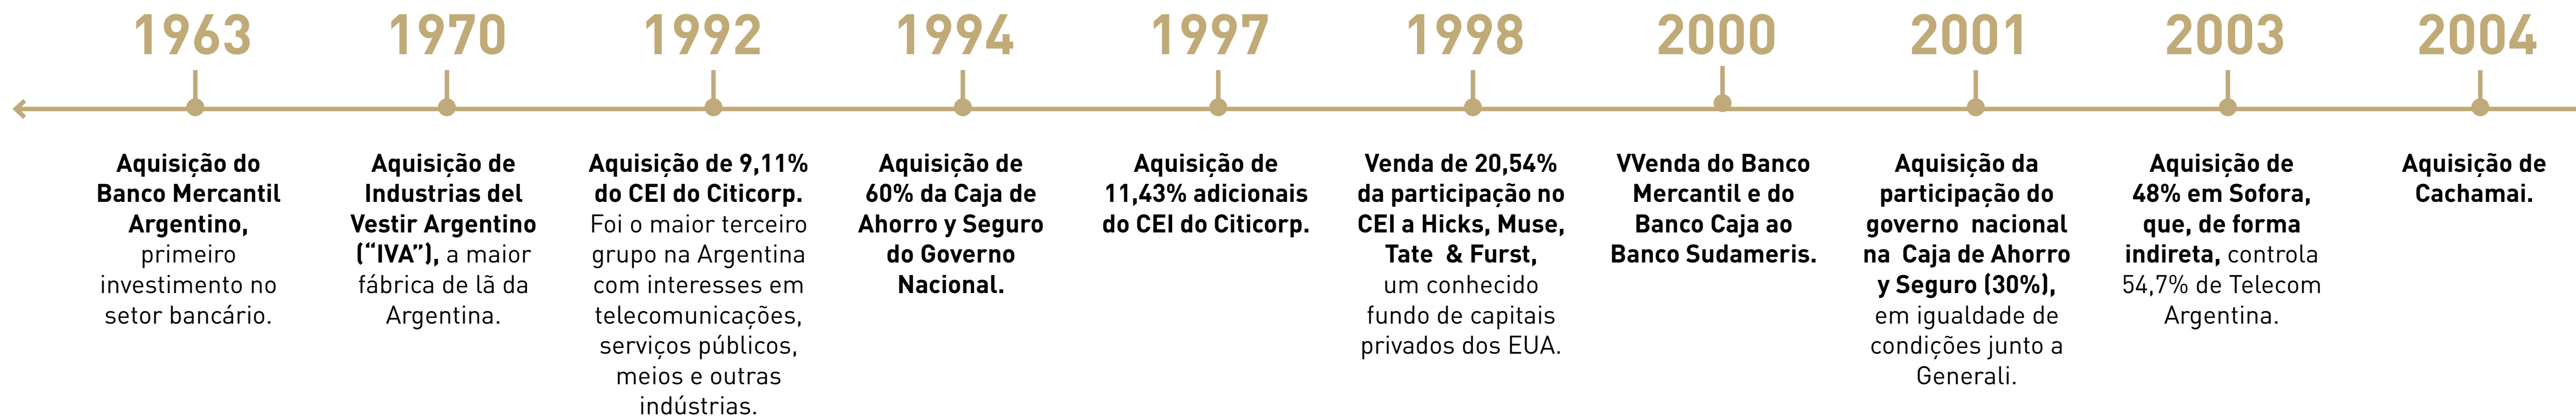 1963
Aquisição do
Banco Mercantil
Argentino,
primeiro
investimento no
setor bancário.
1970
Aquisição de
Industrias del
Vestir Argentino
(“IVA”), a maior
fábrica de lã da
Argentina.
1992
Aquisição de 9,11%
do CEI do Citicorp.
Foi o maior terceiro
grupo na Argentina
com interesses em
telecomunicações,
serviços públicos,
meios e outras
indústrias.
1994
Aquisição de
60% da Caja de
Ahorro y Seguro
do Governo
Nacional.
1997
Aquisição de
11,43% adicionais
do CEI do Citicorp.
1998
Venda de 20,54%
da participação no
CEI a Hicks, Muse,
Tate & Furst,
um conhecido
fundo de capitais
privados dos EUA.
2000
VVenda do Banco
Mercantil e do
Banco Caja ao
Banco Sudameris.
2001
Aquisição da
participação do
governo nacional
na Caja de Ahorro
y Seguro (30%),
em igualdade de
condições junto a
Generali.
2003
Aquisição de
48% em Sofora,
que, de forma
indireta, controla
54,7% de Telecom
Argentina.
2004
Aquisição de
Cachamai.